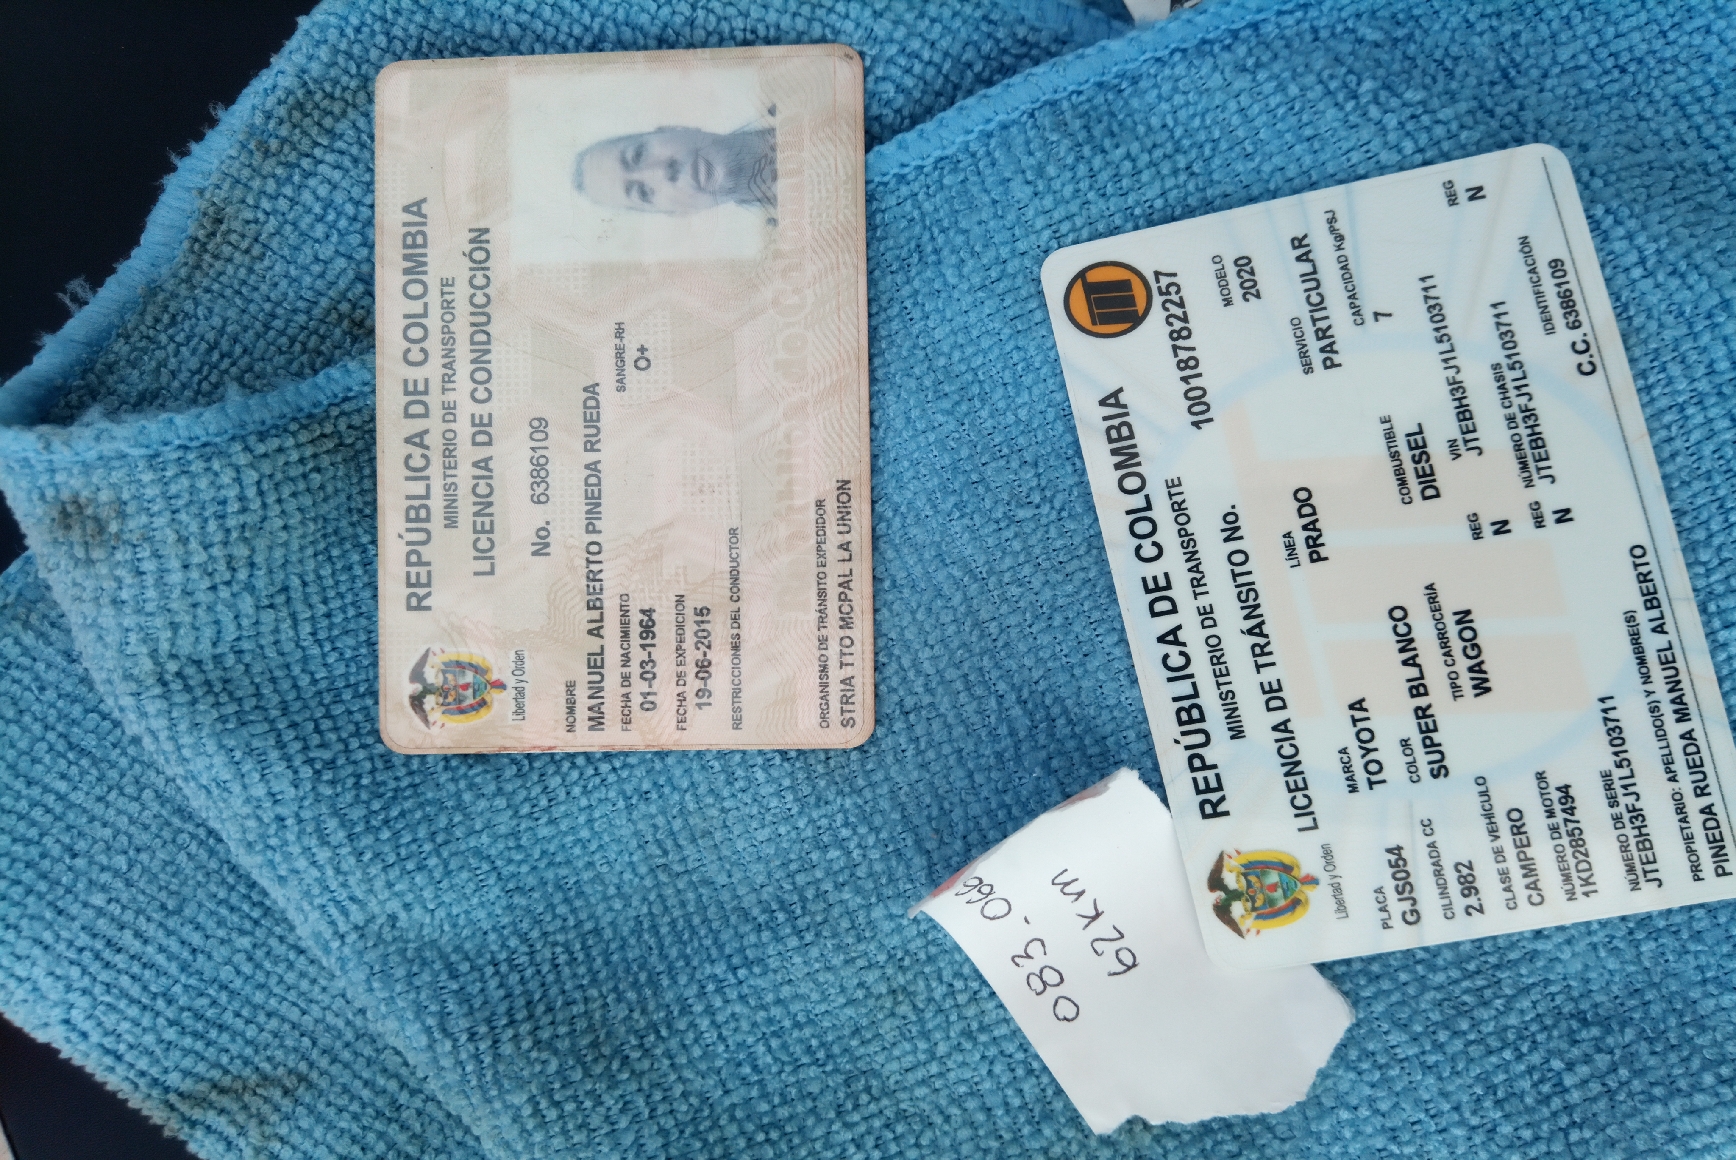 REPÚBLICA DE COLOMBIA
MINISTERIO DE TRANSPORTE
LICENCIA DE CONDUCCIÓN
Libertad y Orden
No. 6386109
NOMBRE
MANUEL ALBERTO PINEDA RUEDA
FECHA DE NACIMIENTO SANGRE-RH
01-03-1964 O+
FECHA DE EXPEDICION
19-06-2015
RESTRICCIONES DEL CONDUCTOR
ORGANISMO DE TRÁNSITO EXPEDIDOR
STRIA TTO MCPAL LA UNION
083-066
62km
REPÚBLICA DE COLOMBIA
MINISTERIO DE TRANSPORTE
LICENCIA DE TRÁNSITO No. 10018782257
Libertad y Orden
PLACA MARCA LÍNEA MODELO
GJS054 TOYOTA PRADO 2020
CILINDRADA CC COLOR SERVICIO
2.982 SUPER BLANCO PARTICULAR
CLASE DE VEHÍCULO TIPO CARROCERÍA COMBUSTIBLE CAPACIDAD Kg/PSJ
CAMPERO WAGON DIESEL 7
NÚMERO DE MOTOR REG VIN REG
1KD2857494 N JTEBH3FJ1L5103711 N
NÚMERO DE SERIE REG NÚMERO DE CHASIS
JTEBH3FJ1L5103711 N JTEBH3FJ1L5103711
PROPIETARIO: APELLIDO(S) Y NOMBRE(S) IDENTIFICACIÓN
PINEDA RUEDA MANUEL ALBERTO C.C. 6386109